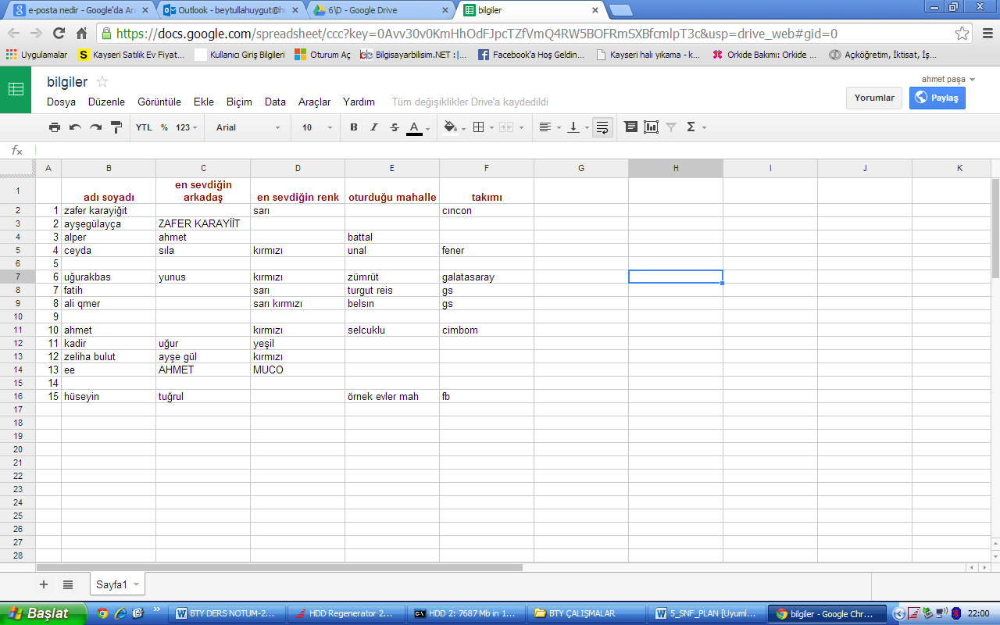 e-posta nedir - Google'da Ara
Outlook - beytullahuygut@h
6\D - Google Drive
bilgiler
https://docs.google.com/spreadsheet/ccc?key=0Avv30v0KmHhOdFJpcTZfVmQ4RW5BOFRmSXBfcmlpT3c&usp=drive_web#gid=0
Uygulamalar
Kayseri Satılık Ev Fiyat...
Kullanıcı Giriş Bilgileri
Oturum Aç
Bilgisayarbilisim.NET :|...
Facebook'a Hoş Geldin...
Kayseri halı yıkama - k...
Orkide Bakımı: Orkide ...
Açıköğretim, İktisat, İş...
bilgiler
ahmet paşa
Dosya Düzenle Görüntüle Ekle Biçim Data Araçlar Yardım Tüm değişiklikler Drive'a kaydedildi
Yorumlar
Paylaş
YTL % 123 Arial 10 B I S A Σ
fx
A B C D E F G H I J K
1 adı soyadı en sevdiğin arkadaş en sevdiğin renk oturduğu mahalle takımı
2 1 zafer karayiğit sarı cıncon
3 2 ayşegülayça ZAFER KARAYİİT
4 3 alper ahmet battal
5 4 ceyda sıla kırmızı unal fener
6 5
7 6 uğurakbas yunus kırmızı zümrüt galatasaray
8 7 fatih sarı turgut reis gs
9 8 ali qmer sarı kırmızı belsın gs
10 9
11 10 ahmet kırmızı selcuklu cimbom
12 11 kadir uğur yeşil
13 12 zeliha bulut ayşe gül kırmızı
14 13 ee AHMET MUCO
15 14
16 15 hüseyin tuğrul örnek evler mah fb
17
18
19
20
21
22
23
24
25
26
27
28
Sayfa1
Başlat
BTY DERS NOTUM-2...
HDD Regenerator 2...
HDD 2: 7687 Mb in 1...
BTY ÇALIŞMALAR
5_SNF_PLAN [Uyuml...
bilgiler - Google Chr...
22:00